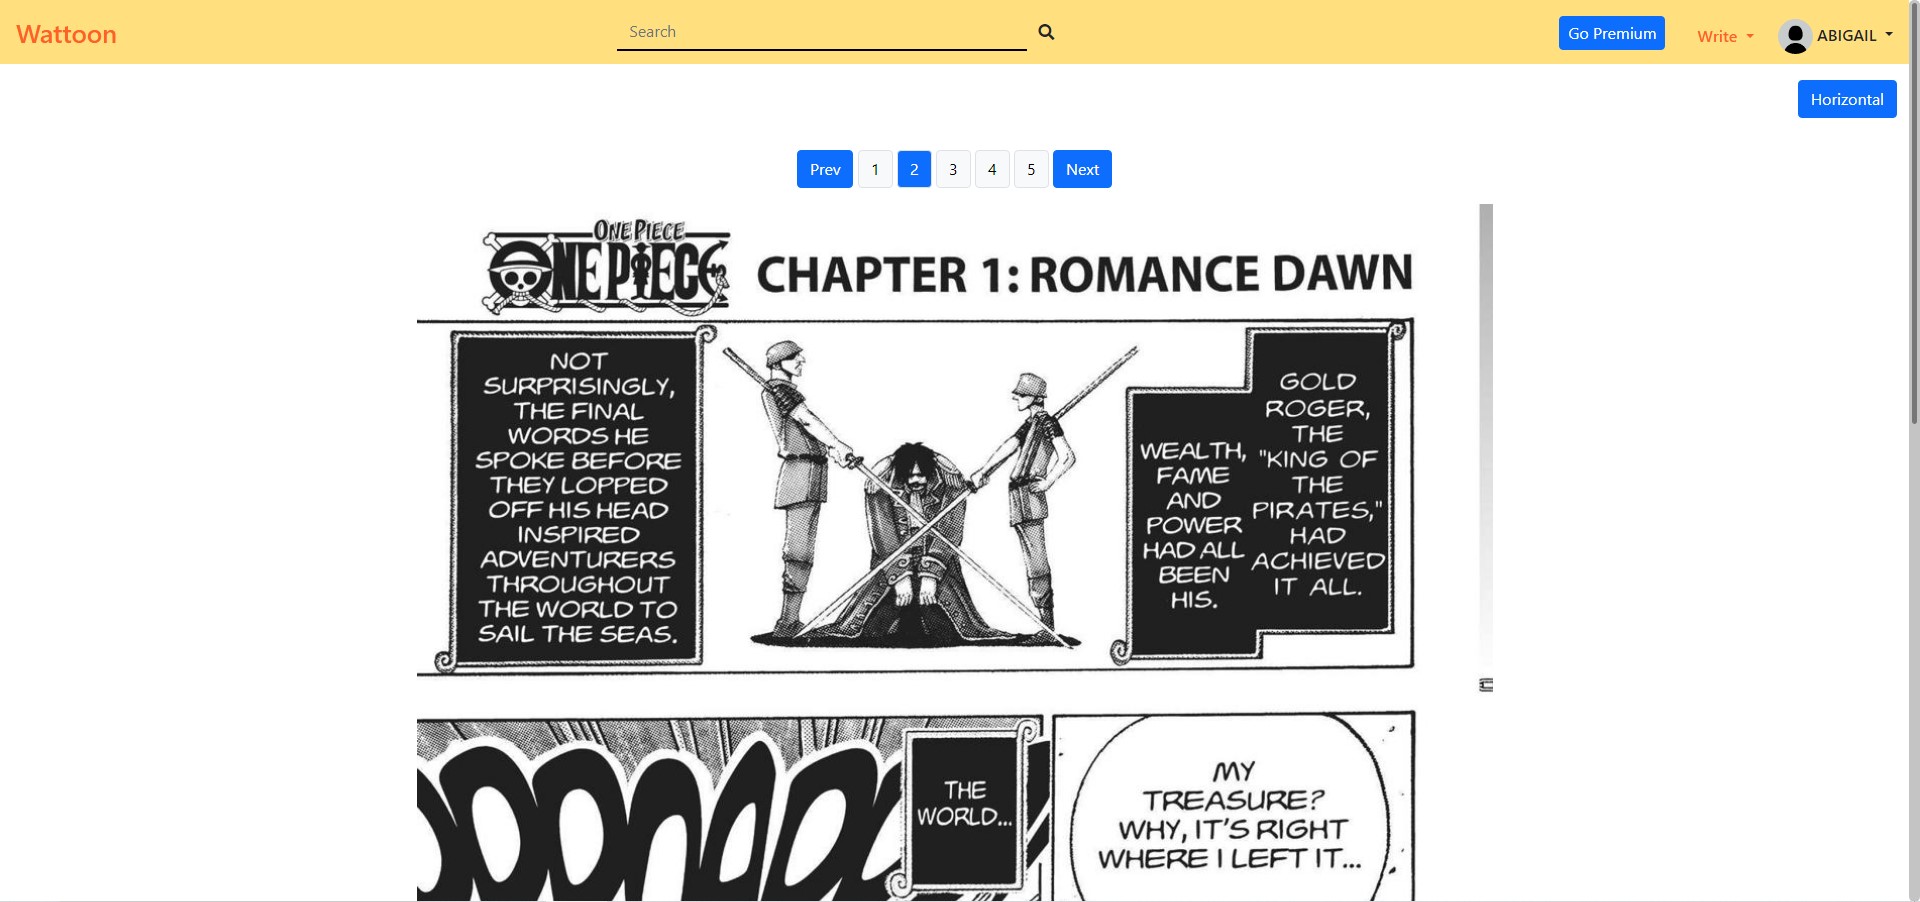 Wattoon
Search
Go Premium
Write
ABIGAIL
Horizontal
Prev 1 2 3 4 5 Next
ONE PIECE
ONE PIECE
CHAPTER 1: ROMANCE DAWN
GOLD
ROGER,
THE
"KING OF
THE
PIRATES,"
HAD
ACHIEVED
IT ALL.
WEALTH,
FAME
AND
POWER
HAD ALL
BEEN
HIS.
NOT
SURPRISINGLY,
THE FINAL
WORDS HE
SPOKE BEFORE
THEY LOPPED
OFF HIS HEAD
INSPIRED
ADVENTURERS
THROUGHOUT
THE WORLD TO
SAIL THE SEAS.
MY
TREASURE?
WHY, IT'S RIGHT
WHERE I LEFT IT...
THE
WORLD...